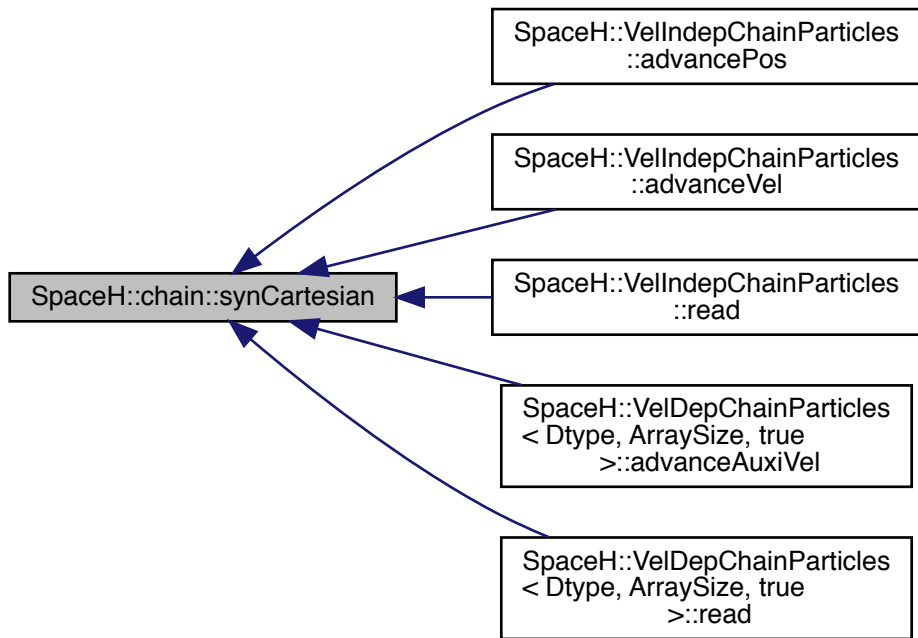 SpaceH::VelIndepChainParticles
::advancePos
SpaceH::VelIndepChainParticles
::advanceVel
SpaceH::chain::synCartesian
SpaceH::VelIndepChainParticles
::read
SpaceH::VelDepChainParticles
< Dtype, ArraySize, true
>::advanceAuxiVel
SpaceH::VelDepChainParticles
< Dtype, ArraySize, true
>::read